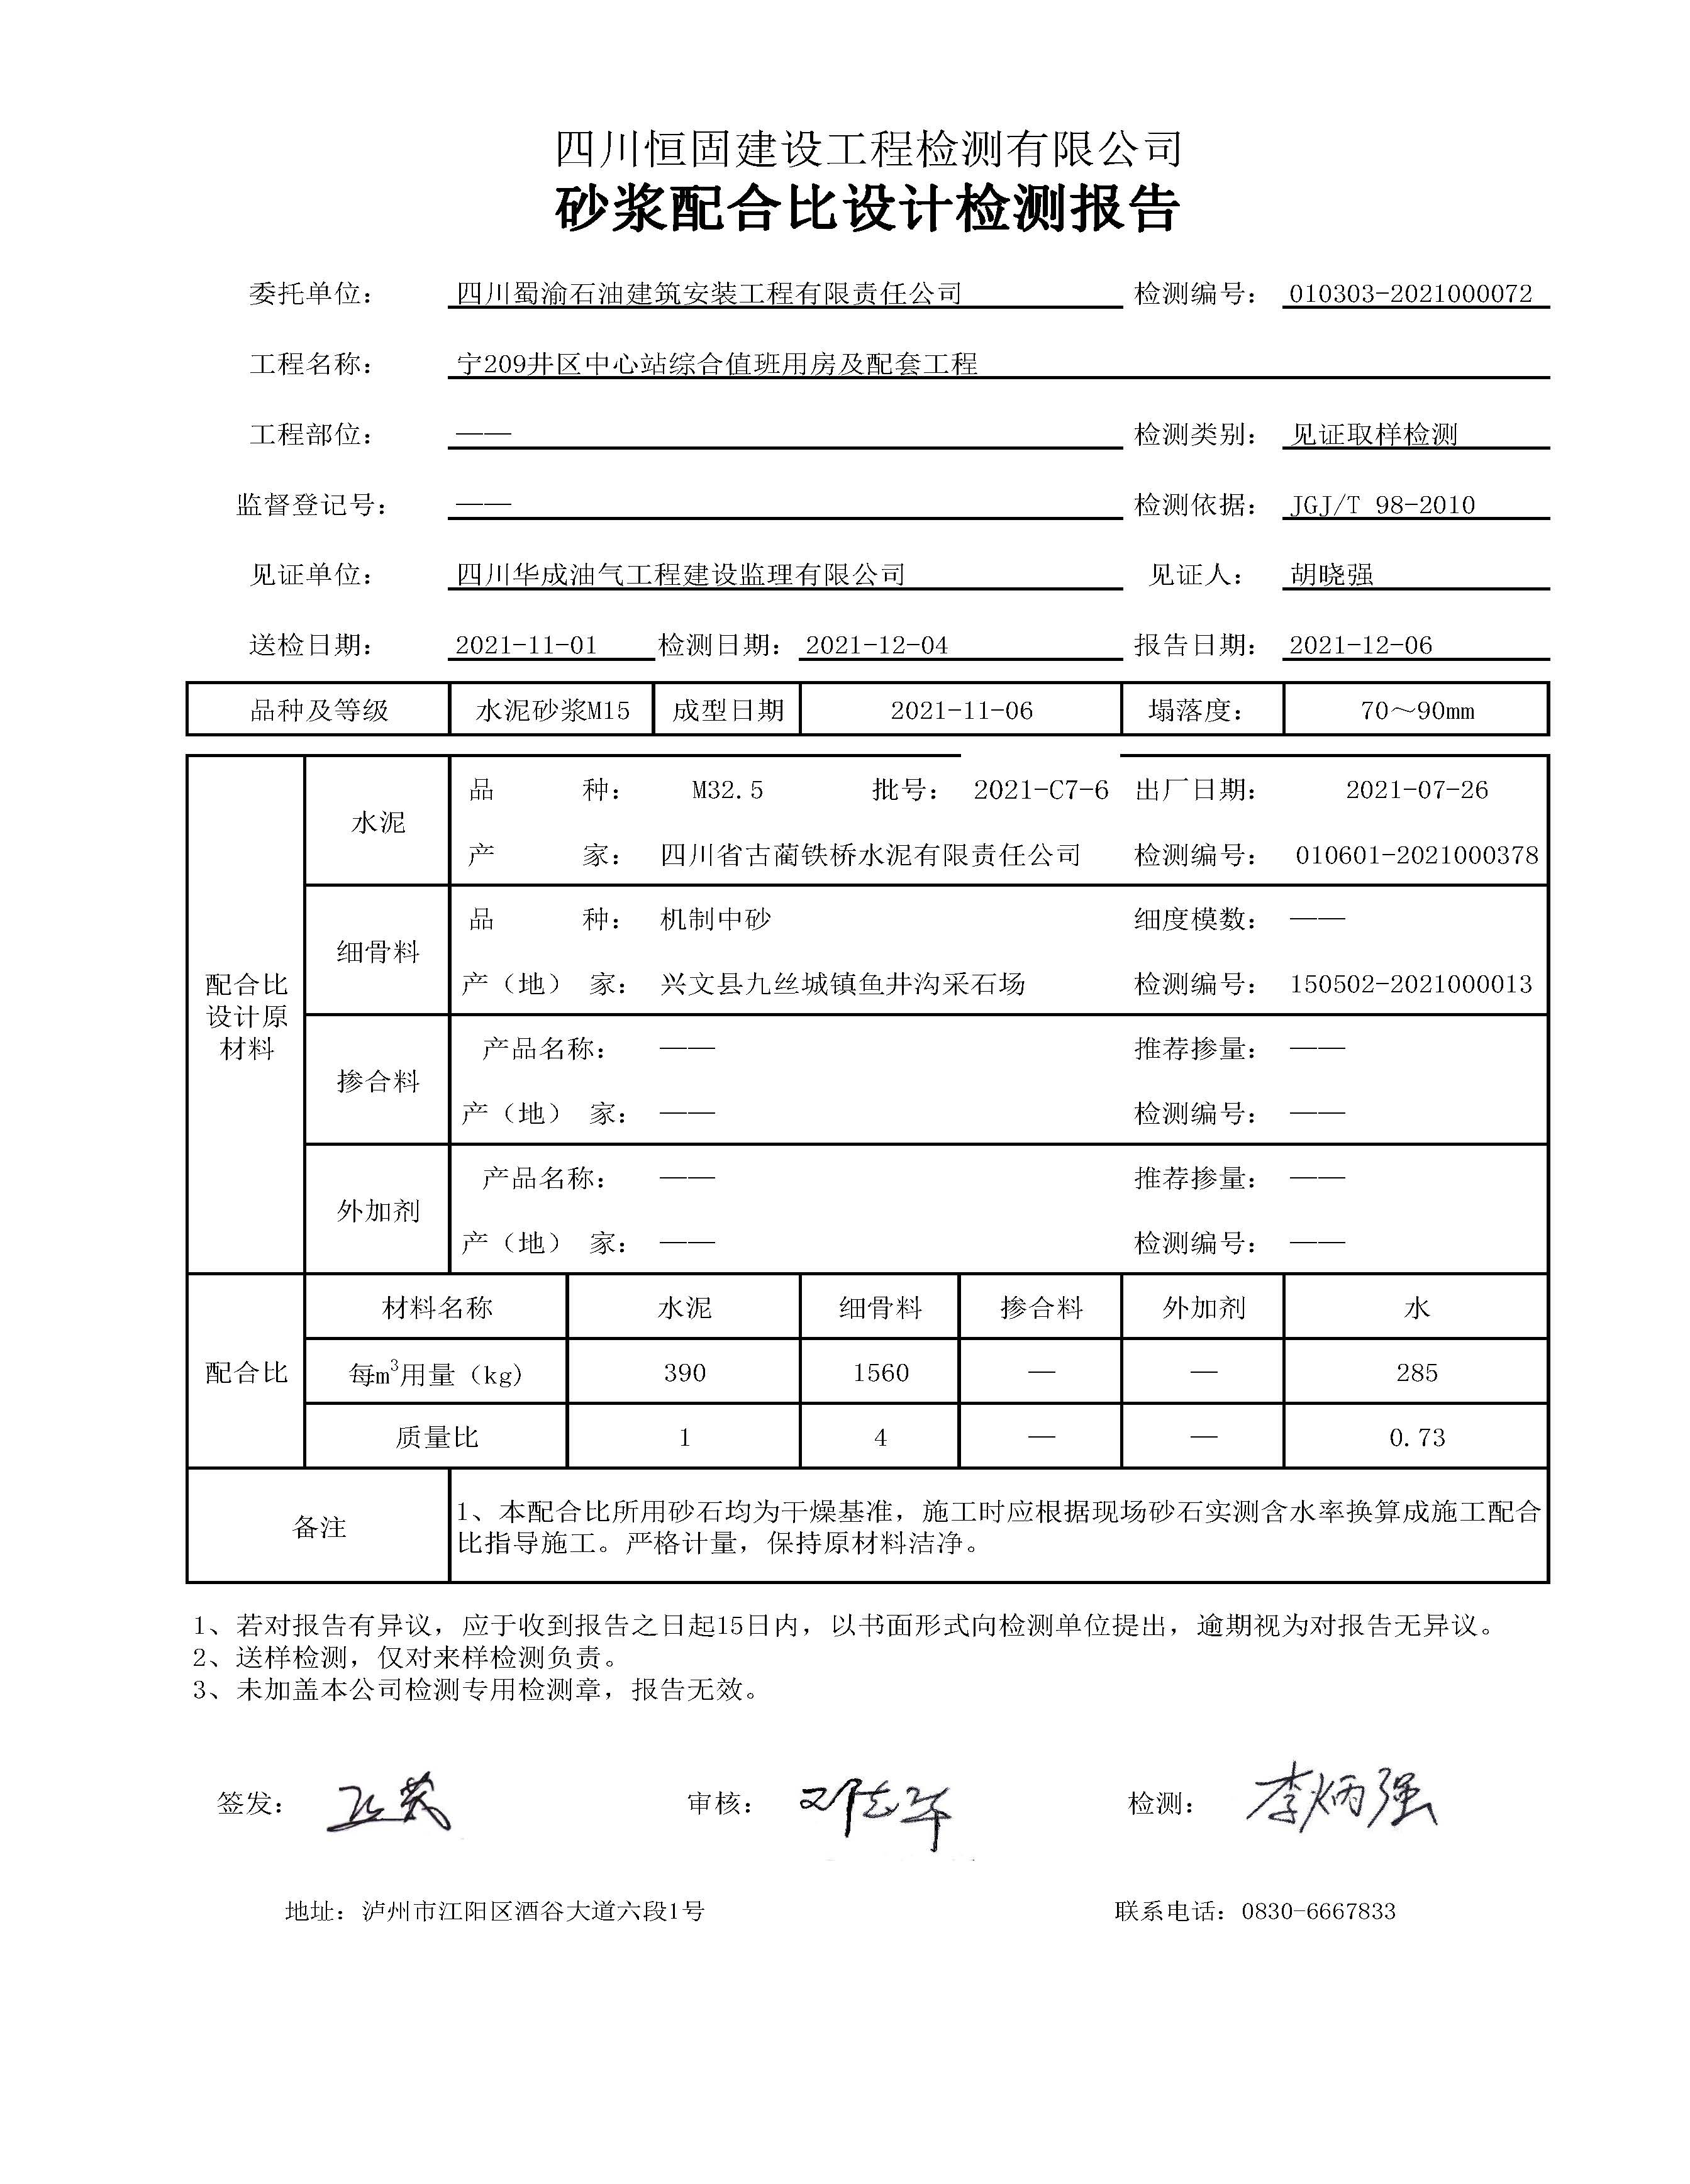 四川恒固建设工程检测有限公司
砂浆配合比设计检测报告
委托单位： 四川蜀渝石油建筑安装工程有限责任公司 检测编号： 010303-2021000072
工程名称： 宁209井区中心站综合值班用房及配套工程
工程部位： —— 检测类别： 见证取样检测
监督登记号： —— 检测依据： JGJ/T 98-2010
见证单位： 四川华成油气工程建设监理有限公司 见证人： 胡晓强
送检日期： 2021-11-01 检测日期： 2021-12-04 报告日期： 2021-12-06
品种及等级 水泥砂浆M15 成型日期 2021-11-06 塌落度： 70～90mm
配合比设计原材料
水泥
品 种： M32.5 批号： 2021-C7-6 出厂日期： 2021-07-26
产 家： 四川省古蔺铁桥水泥有限责任公司 检测编号： 010601-2021000378
细骨料
品 种： 机制中砂 细度模数： ——
产（地） 家： 兴文县九丝城镇鱼井沟采石场 检测编号： 150502-2021000013
掺合料
产品名称： —— 推荐掺量： ——
产（地） 家： —— 检测编号： ——
外加剂
产品名称： —— 推荐掺量： ——
产（地） 家： —— 检测编号： ——
配合比
材料名称 水泥 细骨料 掺合料 外加剂 水
每m³用量（kg） 390 1560 — — 285
质量比 1 4 — — 0.73
备注
1、本配合比所用砂石均为干燥基准，施工时应根据现场砂石实测含水率换算成施工配合
比指导施工。严格计量，保持原材料洁净。
1、若对报告有异议，应于收到报告之日起15日内，以书面形式向检测单位提出，逾期视为对报告无异议。
2、送样检测，仅对来样检测负责。
3、未加盖本公司检测专用检测章，报告无效。
签发： 审核： 检测： 李炳强
地址：泸州市江阳区酒谷大道六段1号 联系电话：0830-6667833